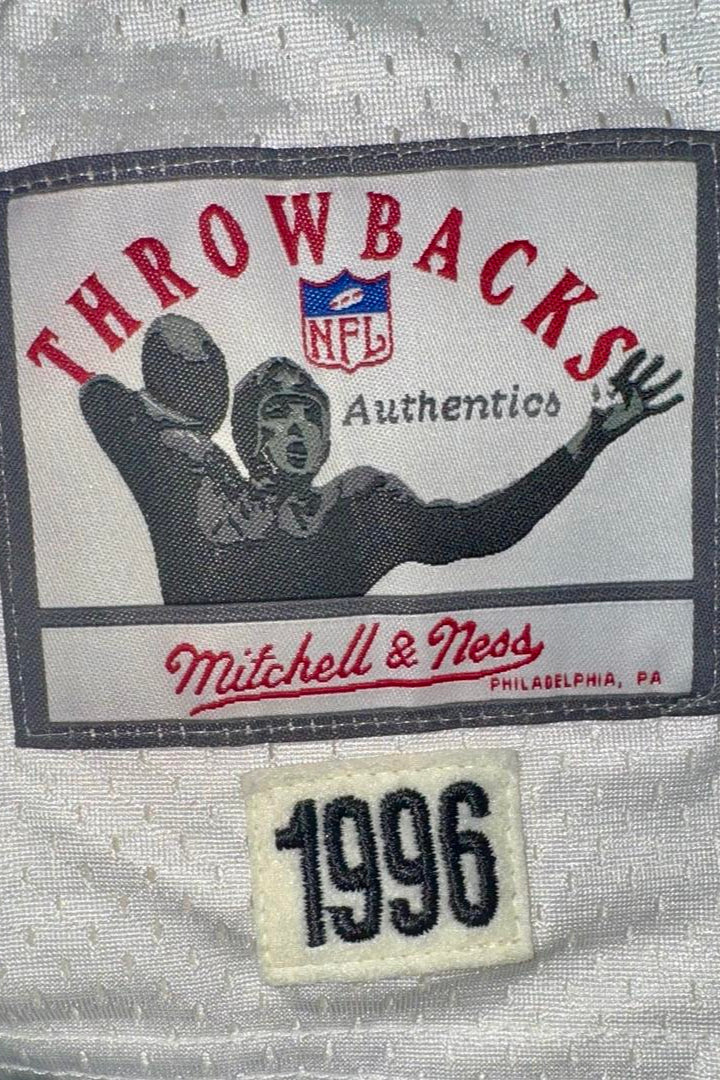 THROWBACKS
NFL
Authentics
Mitchell & Ness
PHILADELPHIA, PA
1996